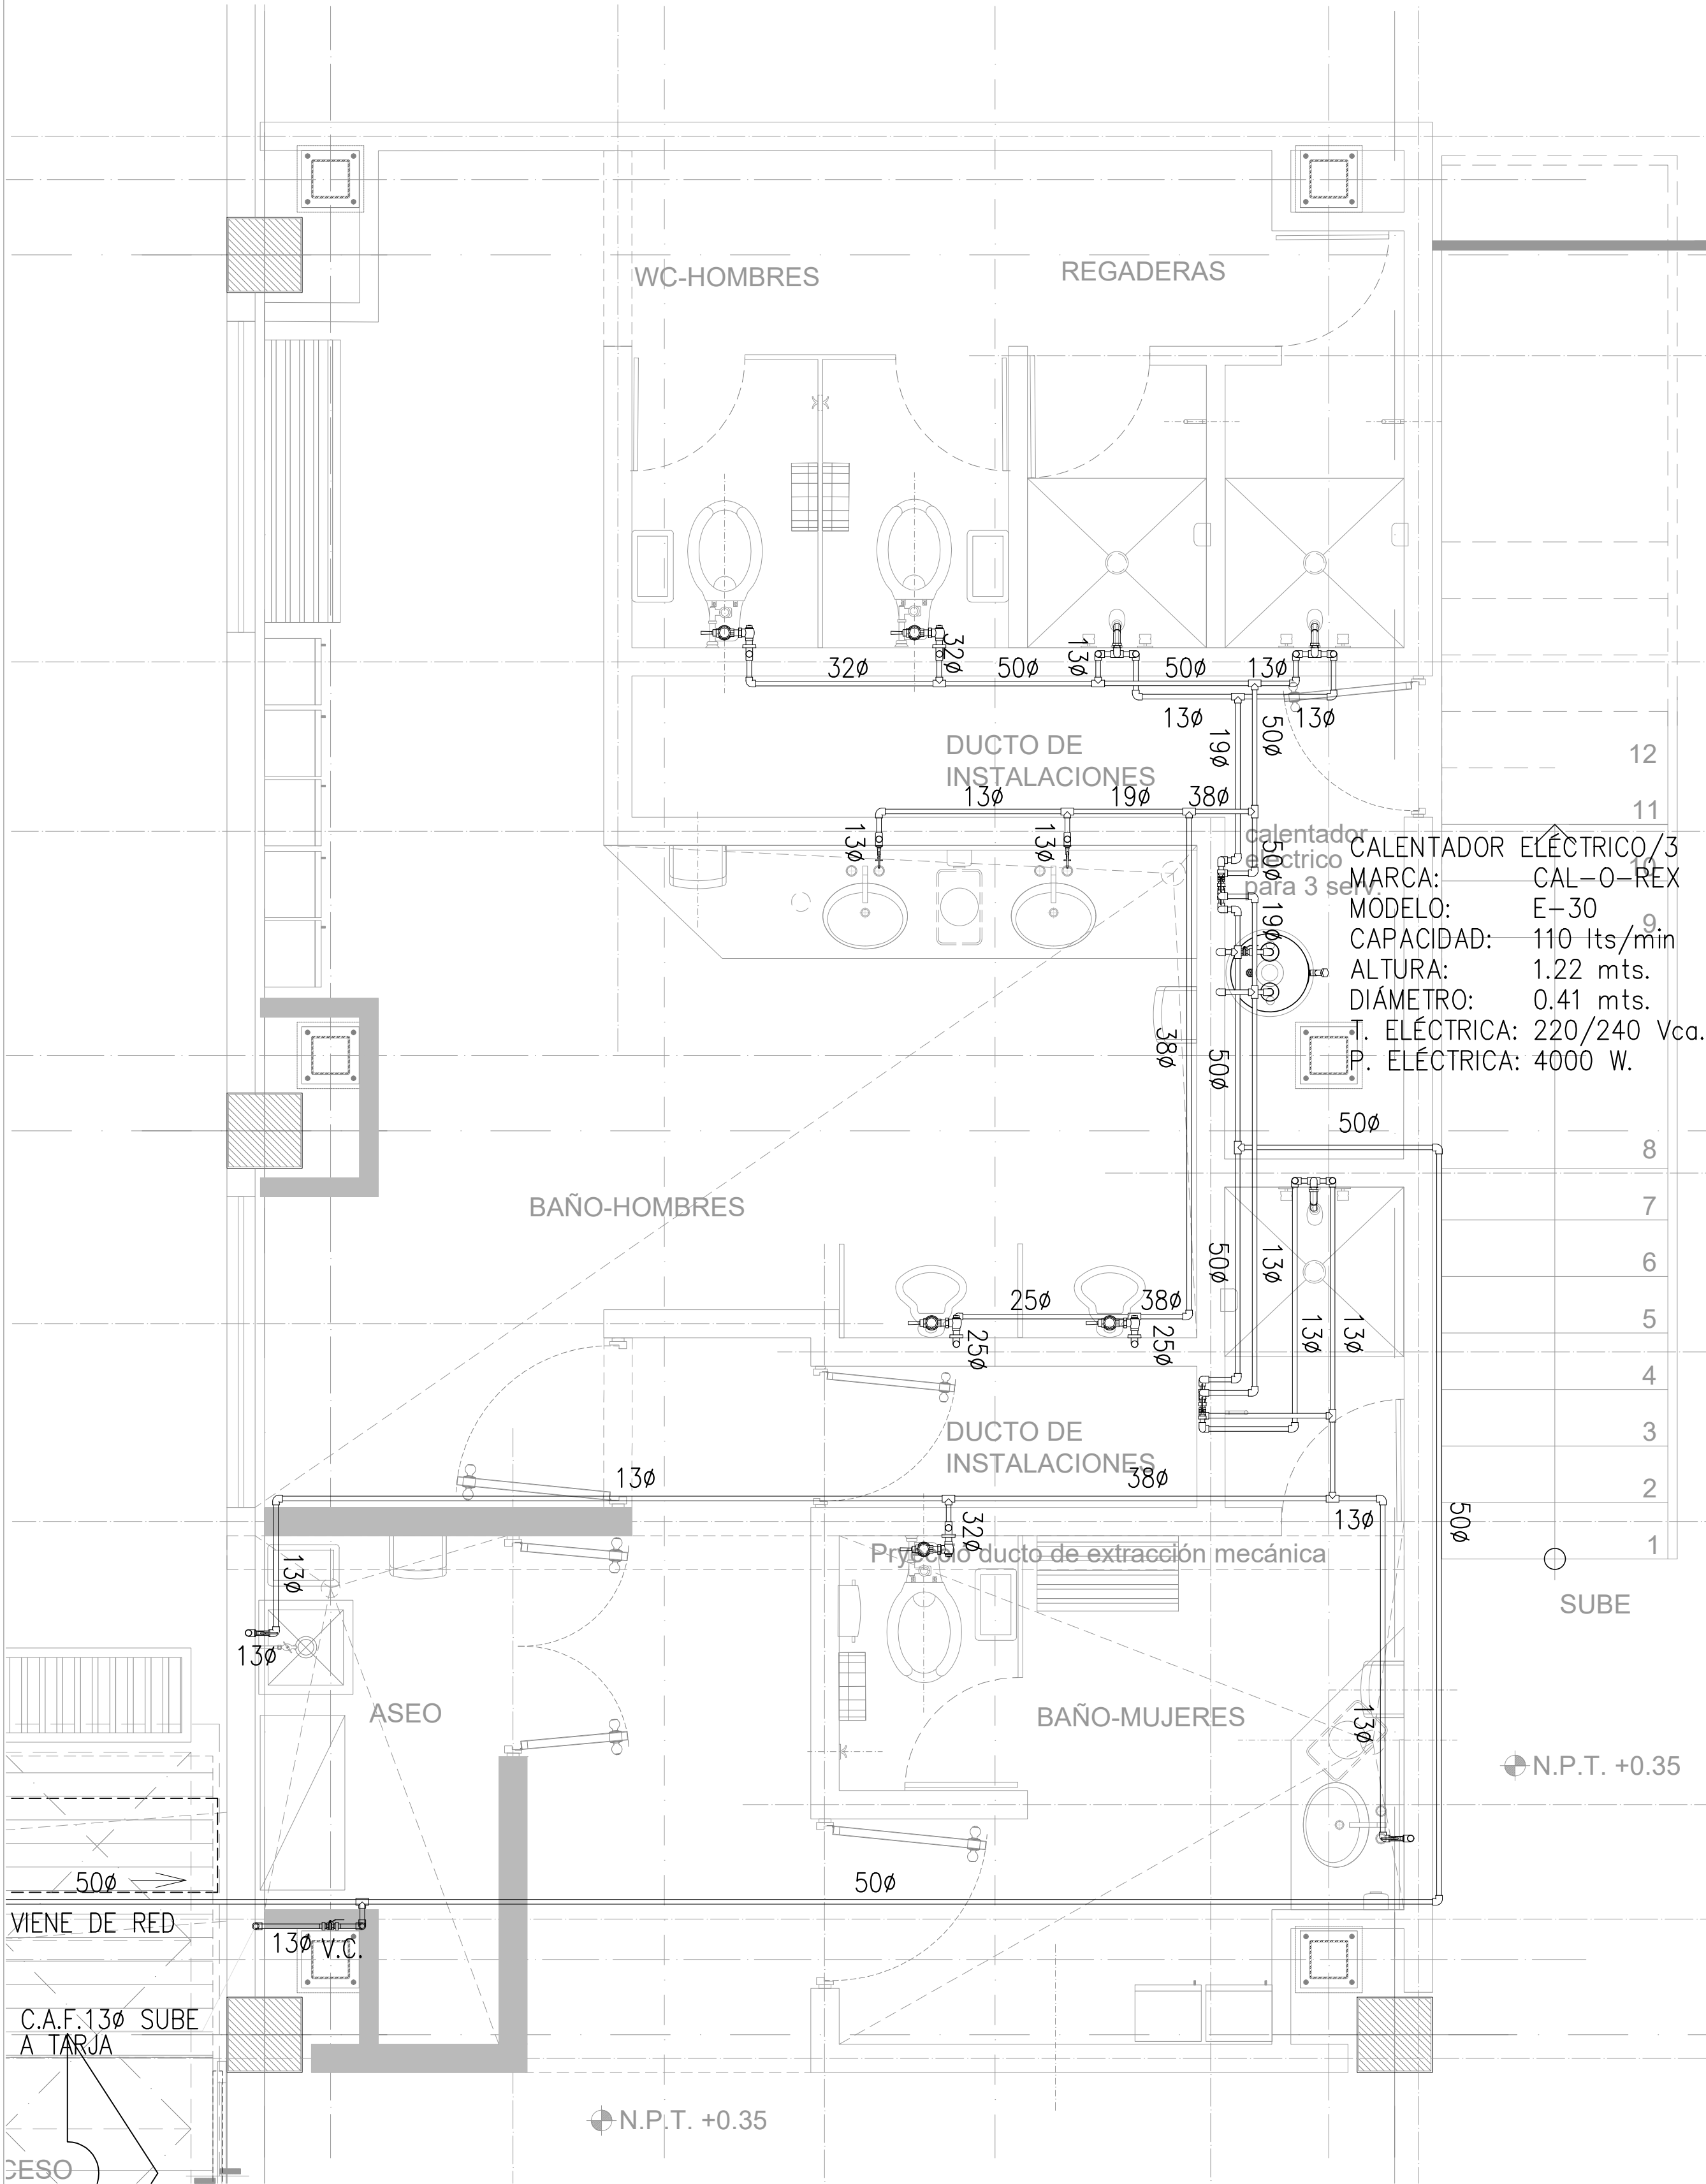 WC-HOMBRES
REGADERAS
32ø
32ø
50ø
13ø
50ø
13ø
13ø
13ø
50ø
19ø
DUCTO DE
INSTALACIONES
13ø
19ø
38ø
13ø
13ø
calentador
electrico
para 3 serv.
50ø
19ø
CALENTADOR ELÉCTRICO/3
MARCA: CAL-O-REX
MODELO: E-30
CAPACIDAD: 110 lts/min
ALTURA: 1.22 mts.
DIÁMETRO: 0.41 mts.
T. ELÉCTRICA: 220/240 Vca.
P. ELÉCTRICA: 4000 W.
12
11
10
9
8
7
6
5
4
3
2
1
SUBE
38ø
50ø
50ø
BAÑO-HOMBRES
50ø
13ø
25ø
38ø
25ø
25ø
13ø
13ø
DUCTO DE
INSTALACIONES
13ø
38ø
13ø
50ø
32ø
13ø
13ø
ducto de extracción mecánica
ASEO
BAÑO-MUJERES
13ø
N.P.T. +0.35
50ø
50ø
VIENE DE RED
13ø V.C.
C.A.F.13ø SUBE
A TARJA
N.P.T. +0.35
CESO